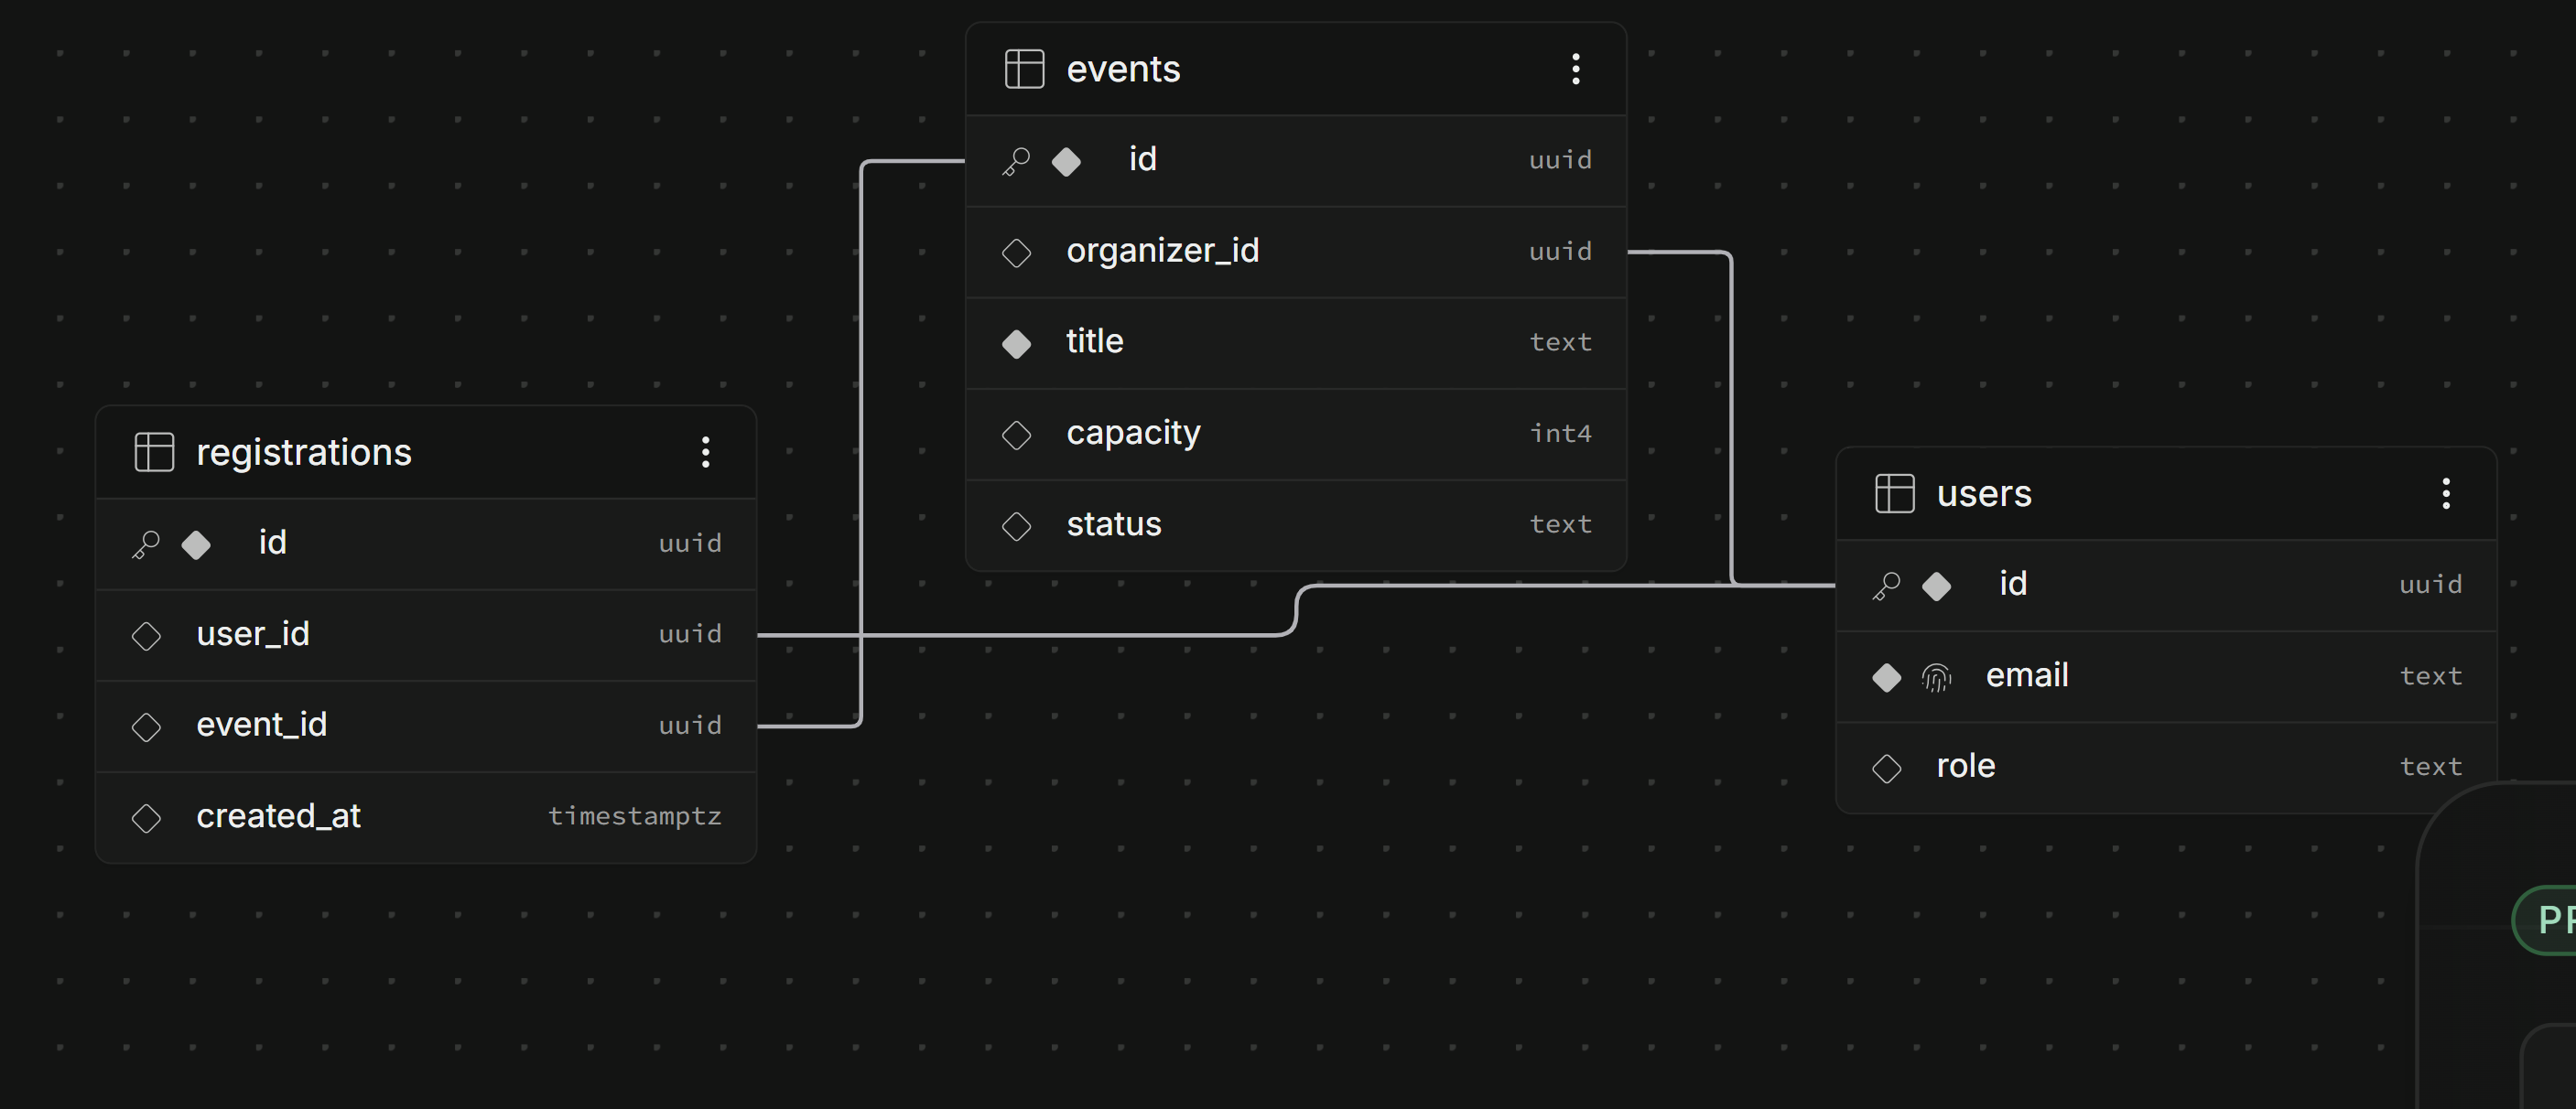 events
id uuid
organizer_id uuid
title text
capacity int4
status text
registrations
id uuid
user_id uuid
event_id uuid
created_at timestamptz
users
id uuid
email text
role text